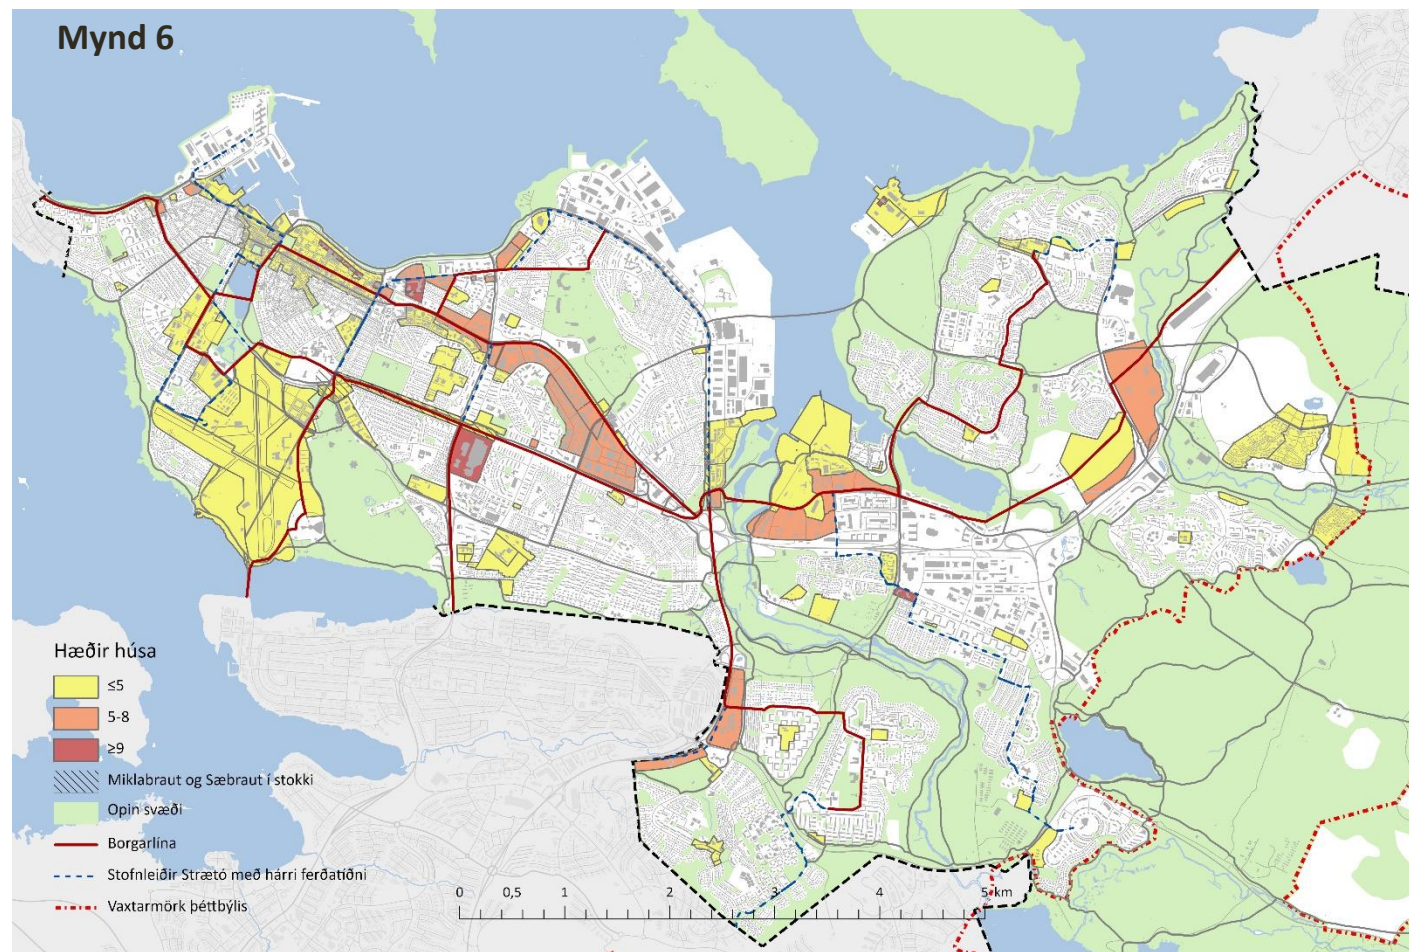 Mynd 6
Hæðir húsa
≤5
5-8
≥9
Miklabraut og Sæbraut í stokki
Opin svæði
Borgarlína
Stofnleiðir Strætó með hárri ferðatíðni
Vaxtarmörk þéttbýlis
0 0,5 1 2 3 4 5 km